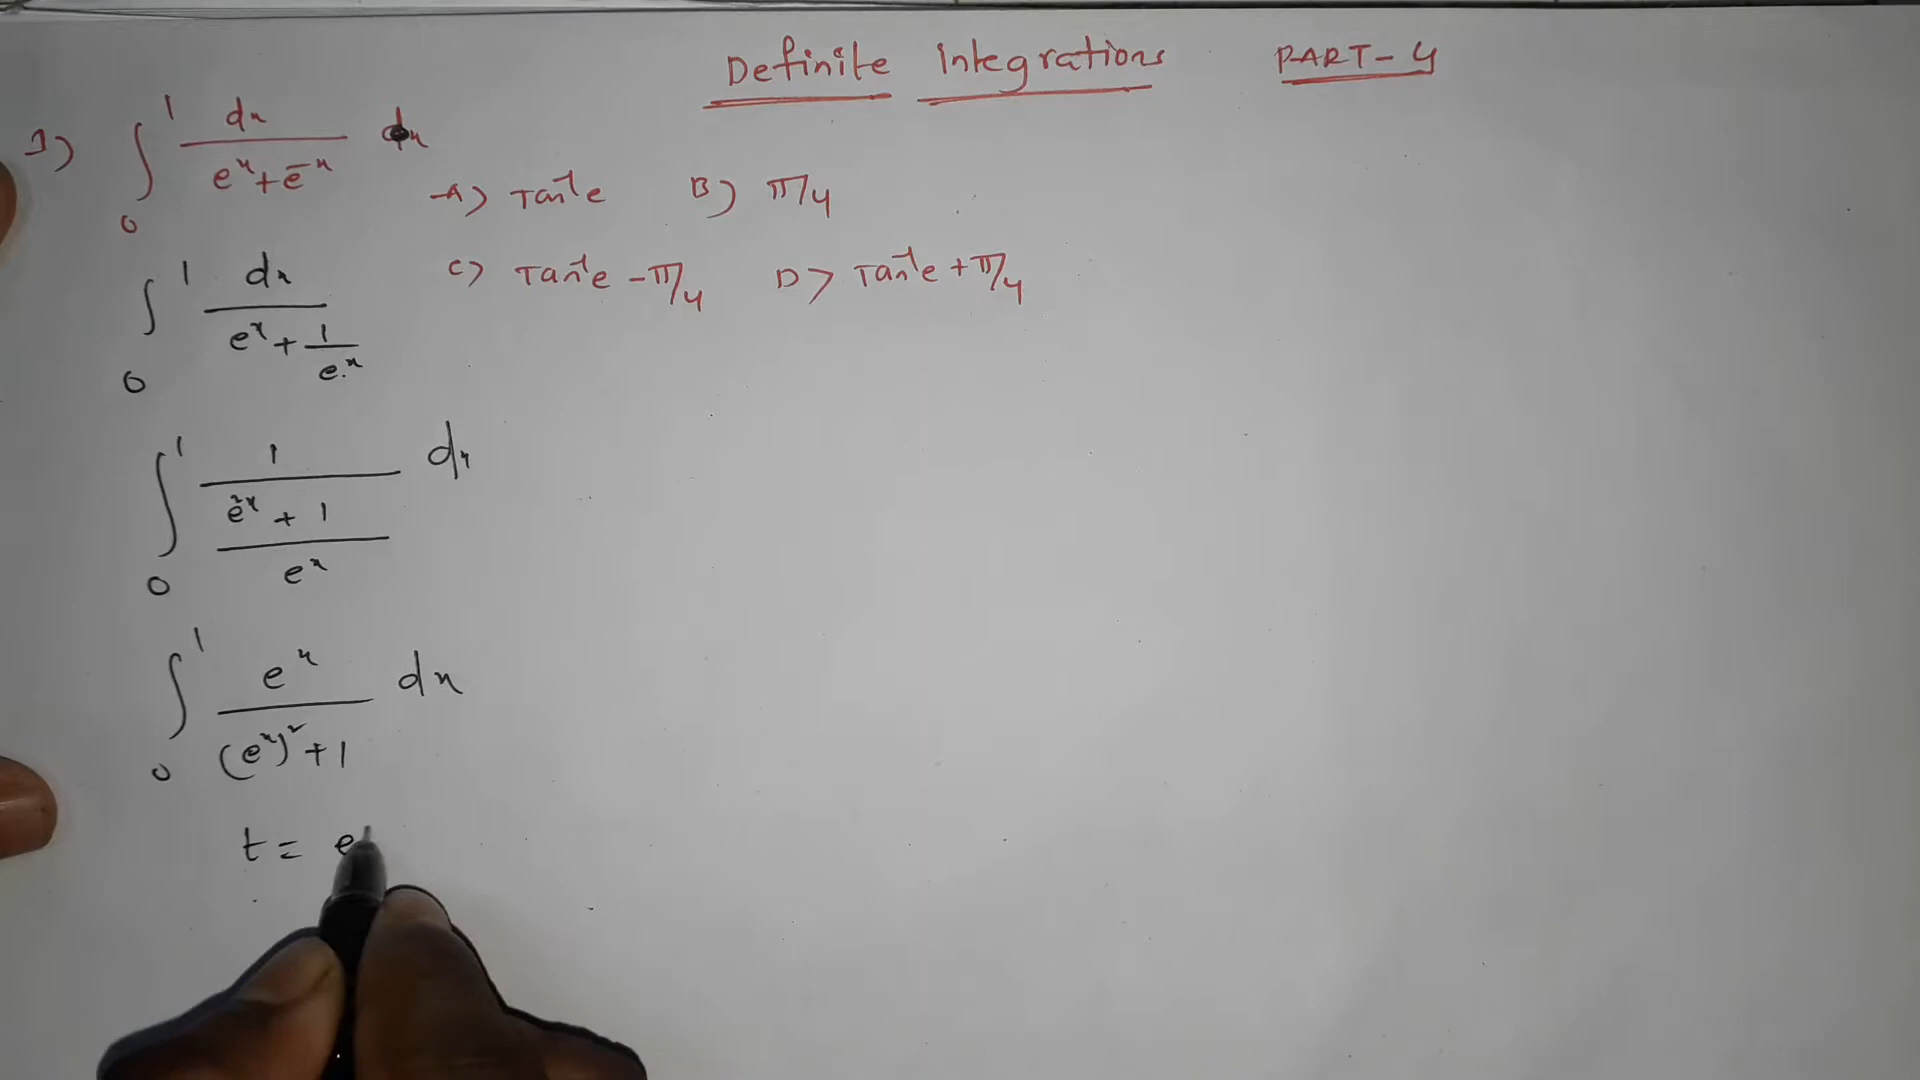 Definite Integrations PART-4
1) ∫₀¹ dx/(eˣ+e⁻ˣ)
A) Tan⁻¹e B) π/4
C) Tan⁻¹e - π/4 D) Tan⁻¹e + π/4
∫₀¹ dx/(eˣ + 1/eˣ)
∫₀¹ 1/((e²ˣ + 1)/eˣ) dx
∫₀¹ eˣ/((eˣ)² + 1) dx
t = e